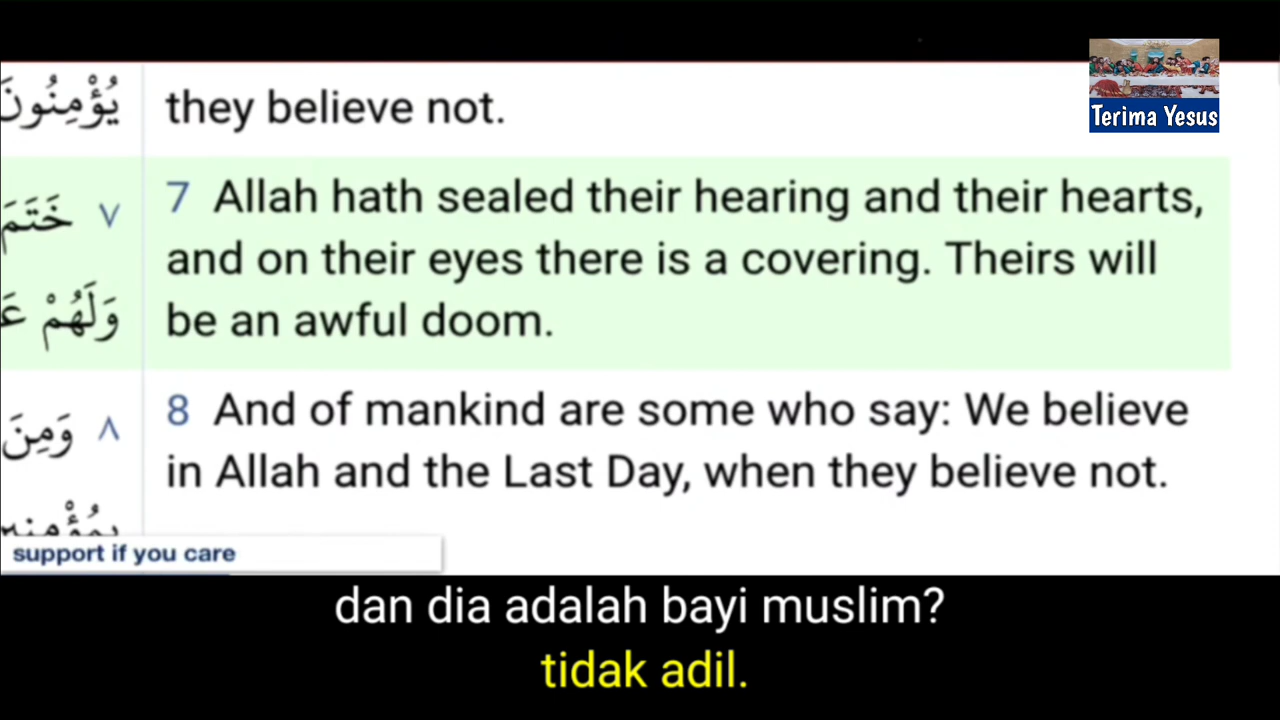 Terima Yesus
يُؤْمِنُونَ
they believe not.
٧ خَتَمَ
7 Allah hath sealed their hearing and their hearts,
and on their eyes there is a covering. Theirs will
وَلَهُمْ عَ
be an awful doom.
٨ وَمِنَ
8 And of mankind are some who say: We believe
in Allah and the Last Day, when they believe not.
support if you care
dan dia adalah bayi muslim?
tidak adil.